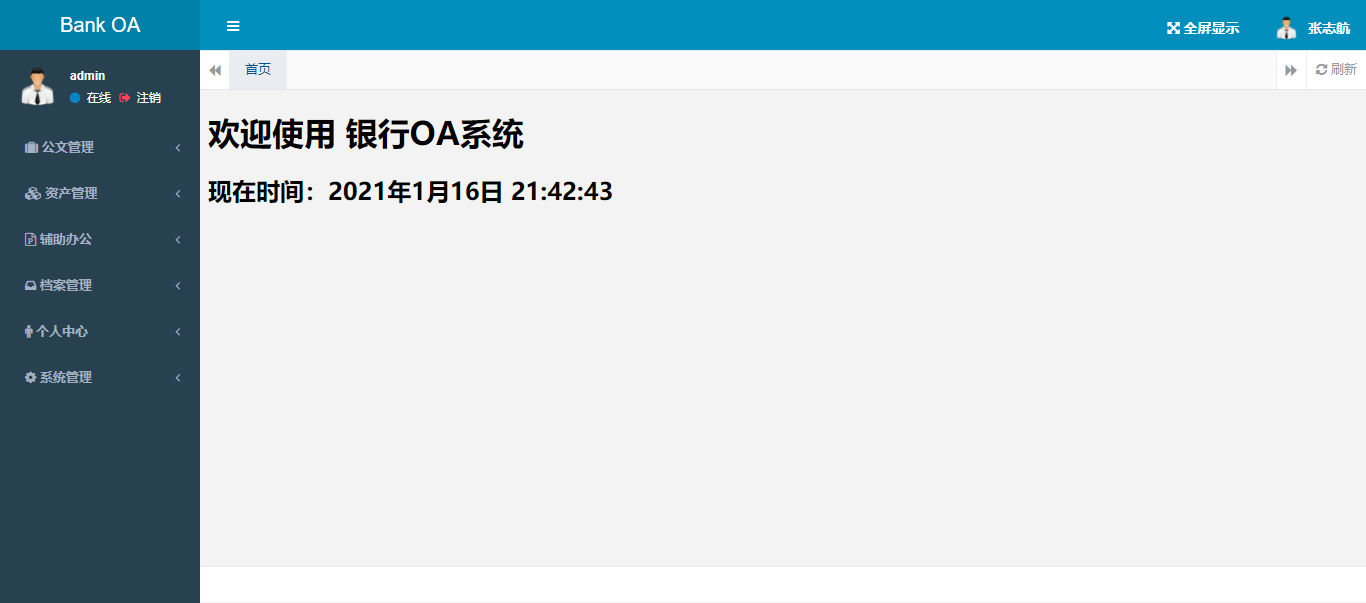 Bank OA
全屏显示
张志航
admin
在线 注销
首页
刷新
公文管理
资产管理
辅助办公
档案管理
个人中心
系统管理
欢迎使用 银行OA系统
现在时间：2021年1月16日 21:42:43